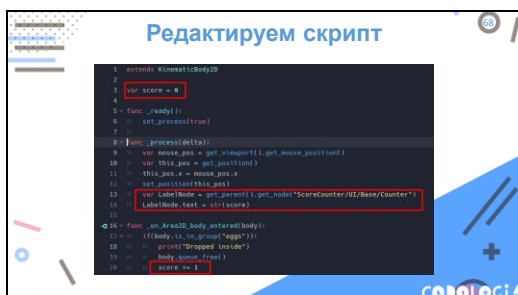 68
Редактируем скрипт
1 extends KinematicBody2D
2
3 var score = 0
4
5 func _ready():
6 set_process(true)
7
8 func _process(delta):
9 var mouse_pos = get_viewport().get_mouse_position()
10 var this_pos = get_position()
11 this_pos.x = mouse_pos.x
12 set_position(this_pos)
13 var LabelNode = get_parent().get_node("ScoreCounter/UI/Base/Counter")
14 LabelNode.text = str(score)
15
16 func _on_Area2D_body_entered(body):
17 if(body.is_in_group("eggs")):
18 print("Dropped inside")
19 body.queue_free()
20 score += 1